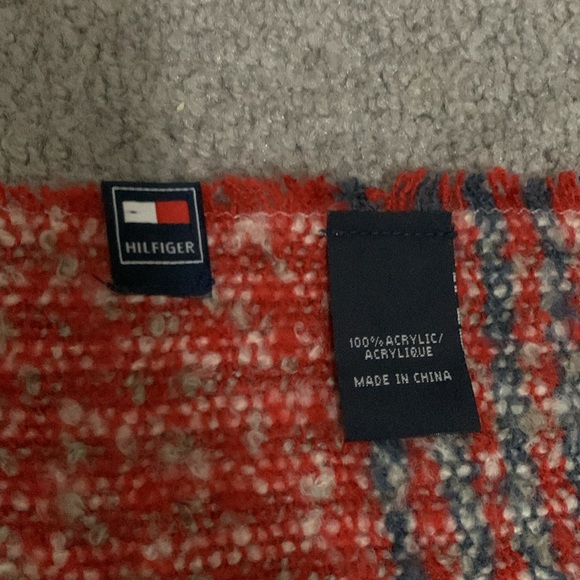 HILFIGER
100% ACRYLIC/
ACRYLIQUE
MADE IN CHINA